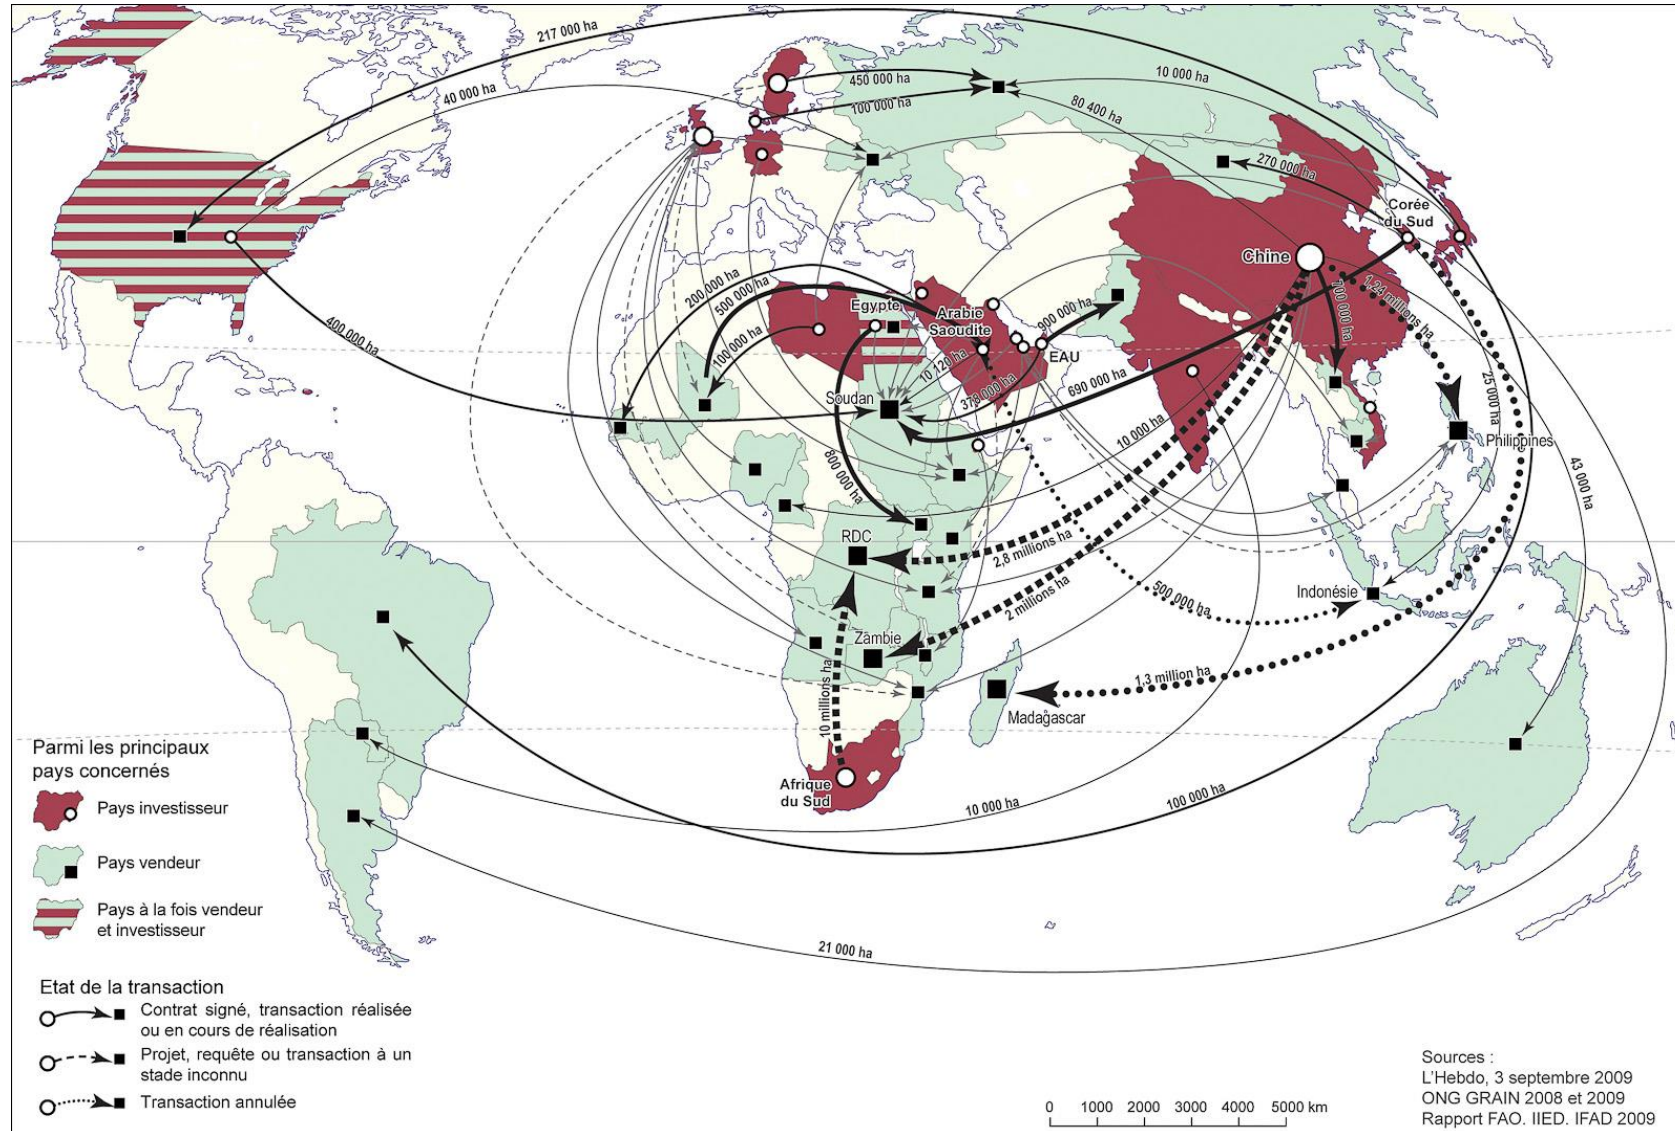 217 000 ha
40 000 ha
450 000 ha
100 000 ha
10 000 ha
80 400 ha
270 000 ha
Corée
du Sud
Chine
200 000 ha
500 000 ha
100 000 ha
400 000 ha
Egypte
Arabie
Saoudite
900 000 ha
EAU
10 120 ha
378 000 ha
690 000 ha
700 000 ha
1,24 millions ha
Soudan
800 000 ha
10 000 ha
25 000 ha
Philippines
43 000 ha
RDC
2,8 millions ha
2 millions ha
500 000 ha
Indonésie
Zambie
10 millions ha
1,3 million ha
Madagascar
Afrique
du Sud
10 000 ha
100 000 ha
21 000 ha
Parmi les principaux
pays concernés
Pays investisseur
Pays vendeur
Pays à la fois vendeur
et investisseur
Etat de la transaction
Contrat signé, transaction réalisée
ou en cours de réalisation
Projet, requête ou transaction à un
stade inconnu
Transaction annulée
0 1000 2000 3000 4000 5000 km
Sources :
L'Hebdo, 3 septembre 2009
ONG GRAIN 2008 et 2009
Rapport FAO. IIED. IFAD 2009